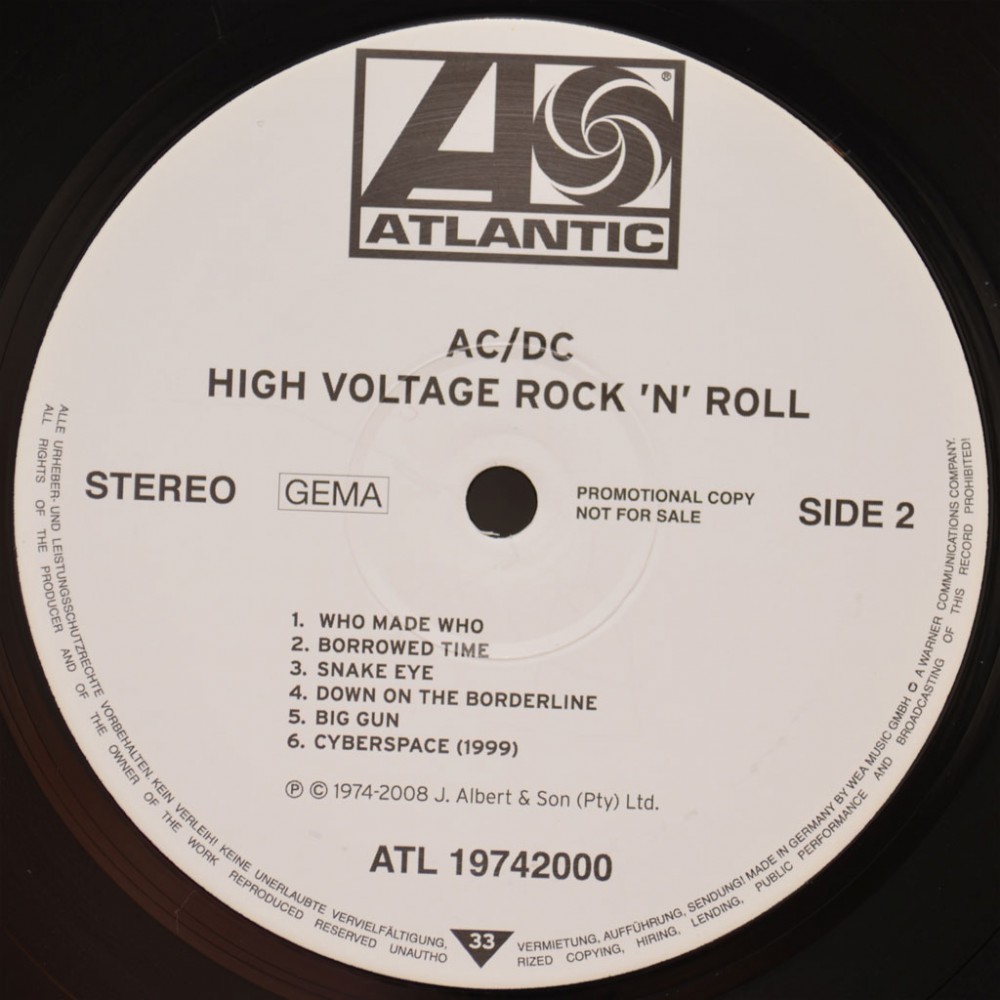 ®
ATLANTIC
AC/DC
HIGH VOLTAGE ROCK 'N' ROLL
STEREO
GEMA
PROMOTIONAL COPY
NOT FOR SALE
SIDE 2
1. WHO MADE WHO
2. BORROWED TIME
3. SNAKE EYE
4. DOWN ON THE BORDERLINE
5. BIG GUN
6. CYBERSPACE (1999)
℗ © 1974-2008 J. Albert & Son (Pty) Ltd.
ATL 19742000
33
ALLE URHEBER- UND LEISTUNGSSCHUTZRECHTE VORBEHALTEN. KEIN VERLEIH! KEINE UNERLAUBTE VERVIELFÄLTIGUNG, VERMIETUNG, AUFFÜHRUNG, SENDUNG! MADE IN GERMANY BY WEA MUSIC GMBH A WARNER COMMUNICATIONS COMPANY.
ALL RIGHTS OF THE PRODUCER AND OF THE OWNER OF THE WORK REPRODUCED RESERVED UNAUTHORIZED COPYING, HIRING, LENDING, PUBLIC PERFORMANCE AND BROADCASTING OF THIS RECORD PROHIBITED!